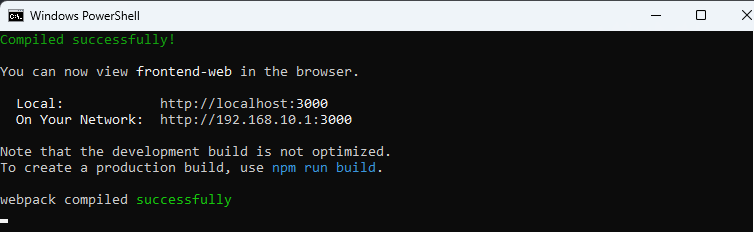 Windows PowerShell
Compiled successfully!
You can now view frontend-web in the browser.
Local: http://localhost:3000
On Your Network: http://192.168.10.1:3000
Note that the development build is not optimized.
To create a production build, use npm run build.
webpack compiled successfully